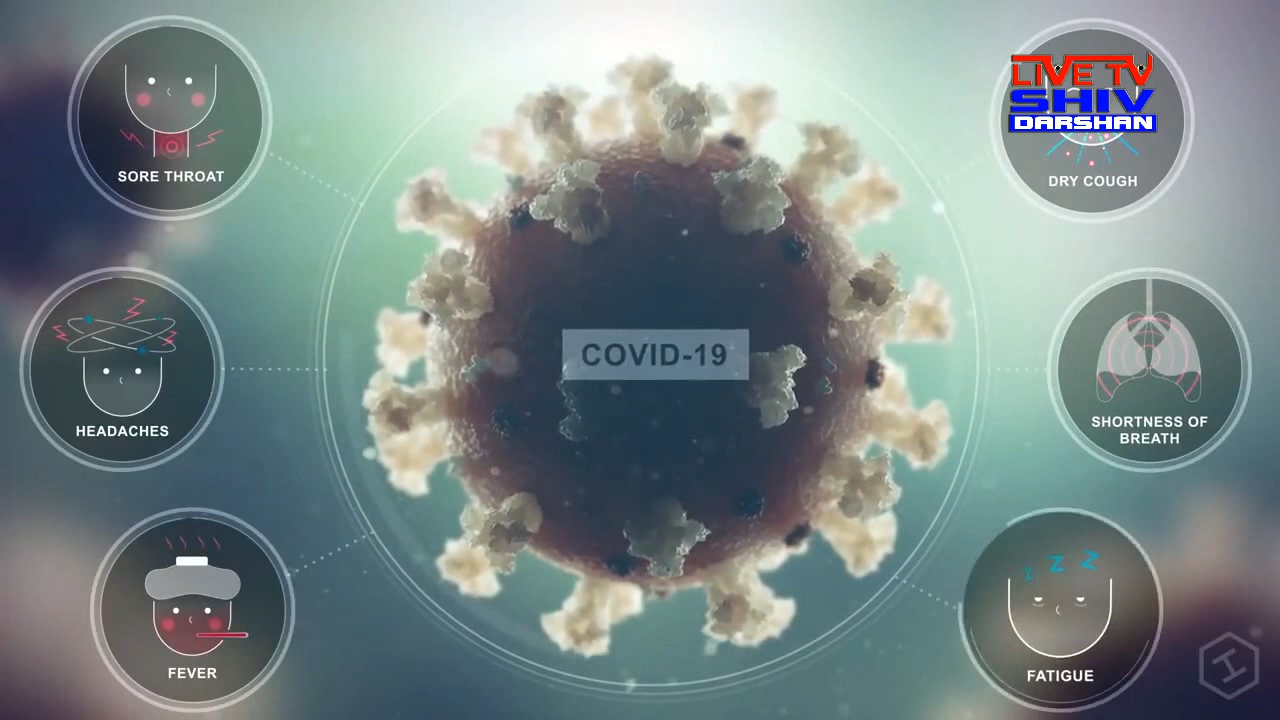 LIVE TV
SHIV
DARSHAN
SORE THROAT
DRY COUGH
COVID-19
HEADACHES
SHORTNESS OF
BREATH
Z Z Z
FEVER
FATIGUE